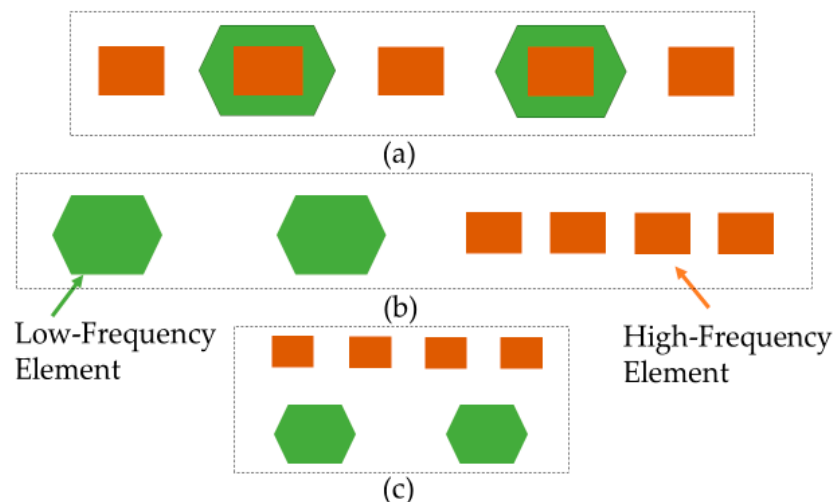 (a)
(b)
Low-Frequency
Element
High-Frequency
Element
(c)